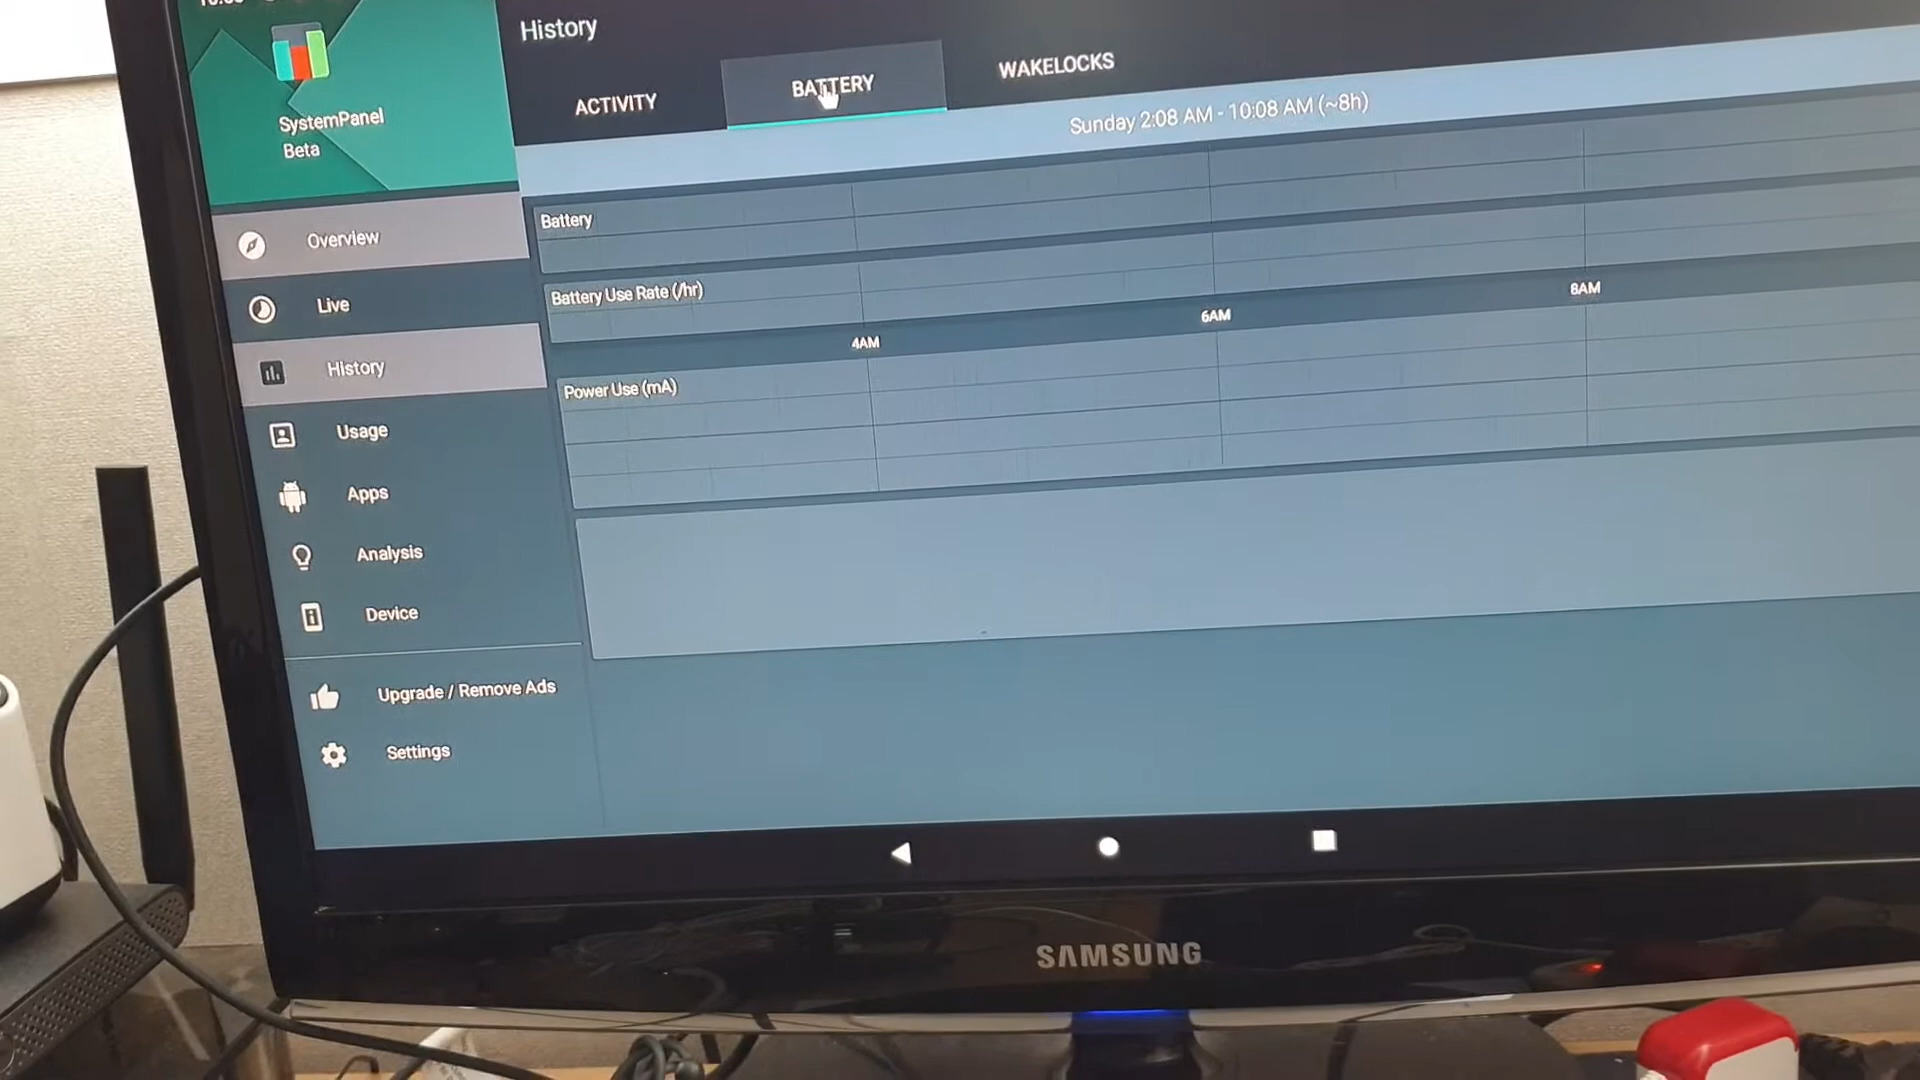 SystemPanel
Beta
Overview
Live
History
Usage
Apps
Analysis
Device
Upgrade / Remove Ads
Settings
History
ACTIVITY
BATTERY
WAKELOCKS
Sunday 2:08 AM - 10:08 AM (~8h)
Battery
Battery Use Rate (/hr)
4AM
6AM
8AM
Power Use (mA)
SAMSUNG